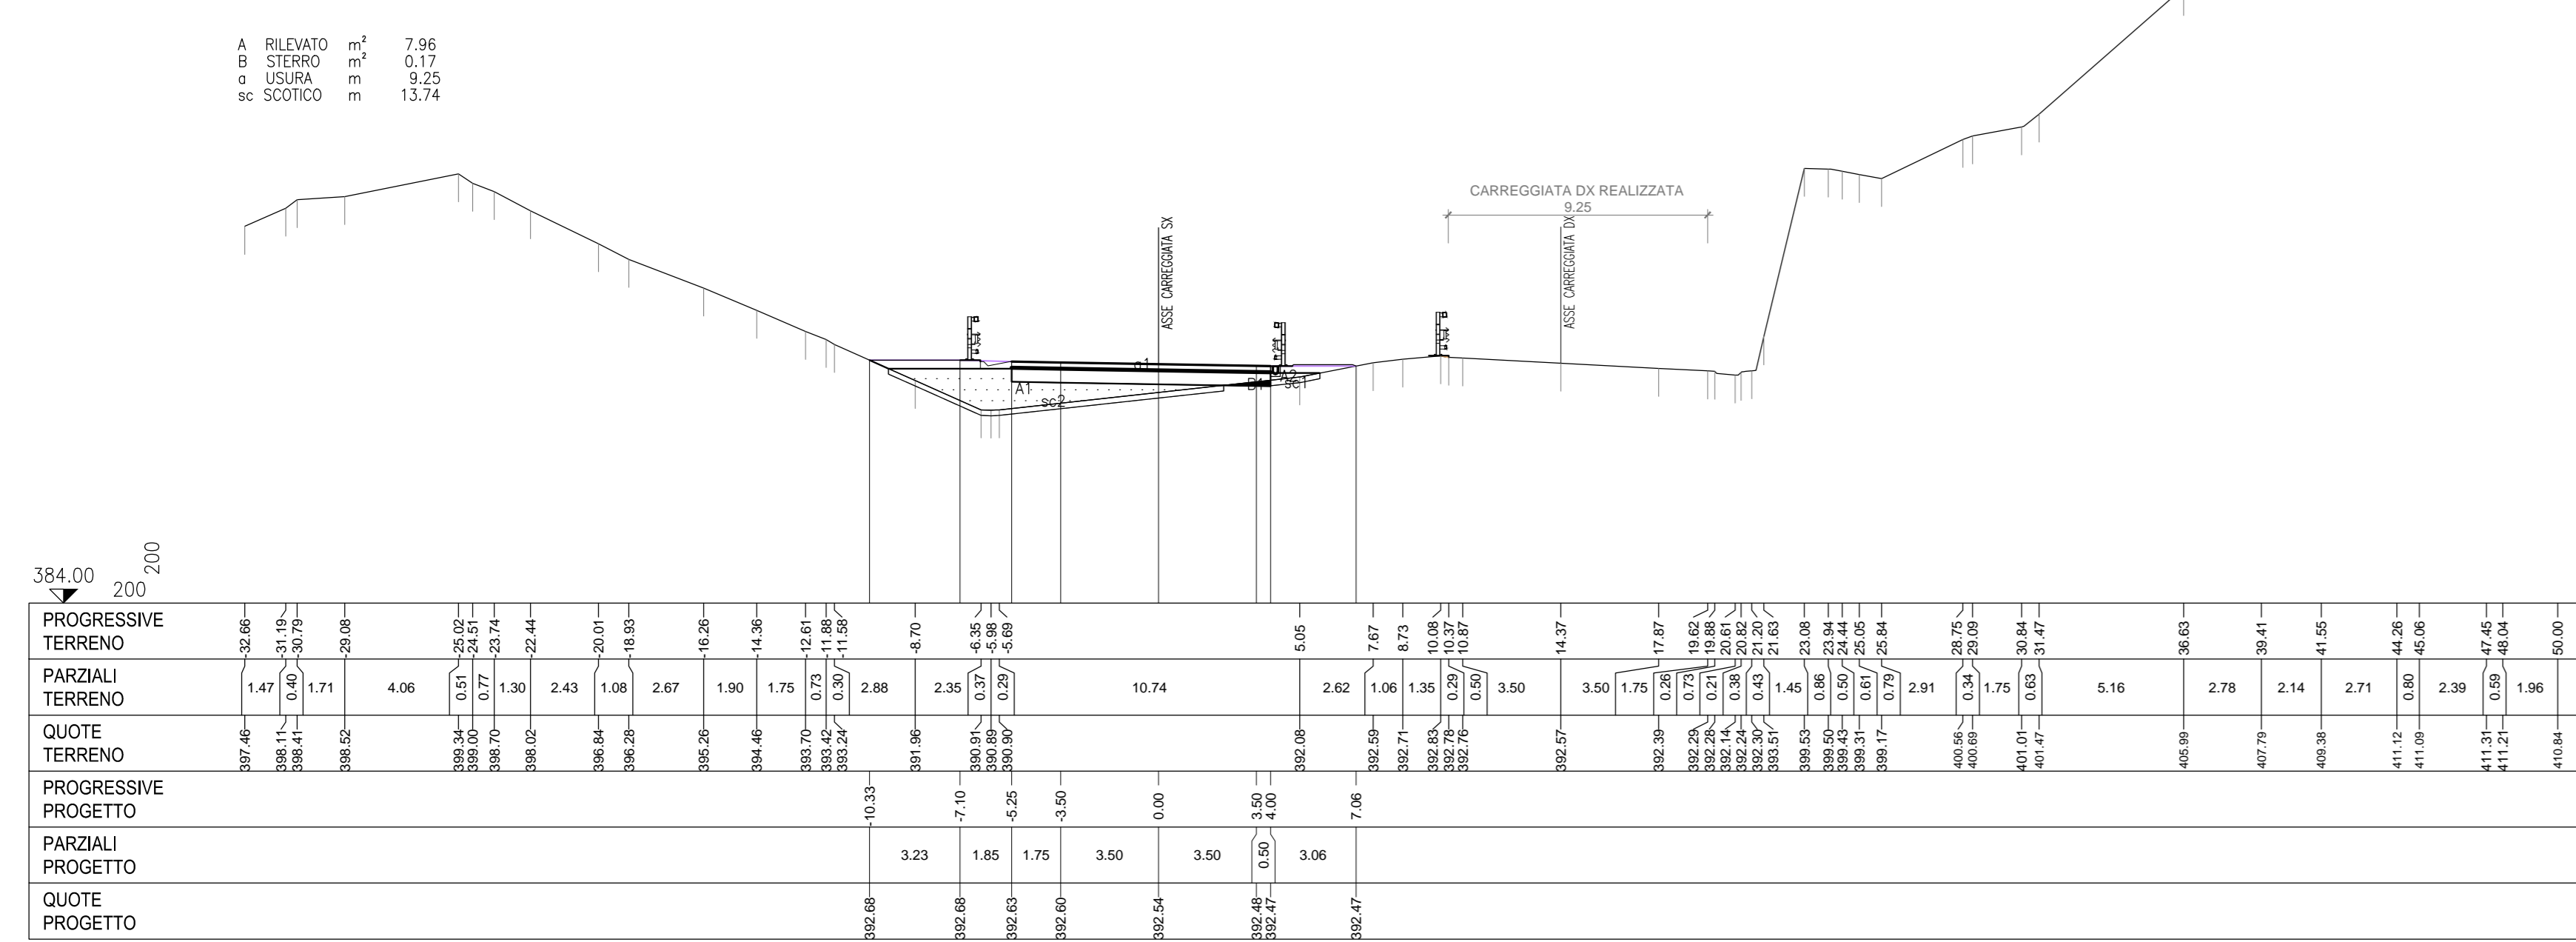 A RILEVATO m² 7.96
B STERRO m² 0.17
a USURA m 9.25
sc SCOTICO m 13.74
CARREGGIATA DX REALIZZATA
9.25
ASSE CARREGGIATA SX
ASSE CARREGGIATA DX
a1
A1
sc2
B1
A2
sc1
200
384.00
200
PROGRESSIVE TERRENO
-32.66 -31.19 -30.79 -29.08 -25.02 -24.51 -23.74 -22.44 -20.01 -18.93 -16.26 -14.36 -12.61 -11.88 -11.58 -8.70 -6.35 -5.98 -5.69 5.05 7.67 8.73 10.08 10.37 10.87 14.37 17.87 19.62 19.88 20.61 20.82 21.20 21.63 23.08 23.94 24.44 25.05 25.84 28.75 29.09 30.84 31.47 36.63 39.41 41.55 44.26 45.06 47.45 48.04 50.00
PARZIALI TERRENO
1.47 0.40 1.71 4.06 0.51 0.77 1.30 2.43 1.08 2.67 1.90 1.75 0.73 0.30 2.88 2.35 0.37 0.29 10.74 2.62 1.06 1.35 0.29 0.50 3.50 3.50 1.75 0.26 0.73 0.21 0.38 0.43 1.45 0.86 0.50 0.61 0.79 2.91 0.34 1.75 0.63 5.16 2.78 2.14 2.71 0.80 2.39 0.59 1.96
QUOTE TERRENO
397.46 398.11 398.41 398.52 399.34 399.00 398.70 398.02 396.84 396.28 395.26 394.46 393.70 393.42 393.24 391.96 390.91 390.89 390.90 392.08 392.59 392.71 392.83 392.78 392.76 392.57 392.39 392.29 392.28 392.14 392.24 392.30 393.51 399.53 399.50 399.43 399.31 399.17 400.56 400.69 401.01 401.47 405.99 407.79 409.38 411.12 411.09 411.31 411.21 410.84
PROGRESSIVE PROGETTO
-10.33 -7.10 -5.25 -3.50 0.00 3.50 4.00 7.06
PARZIALI PROGETTO
3.23 1.85 1.75 3.50 3.50 0.50 3.06
QUOTE PROGETTO
392.68 392.68 392.63 392.60 392.54 392.48 392.47 392.47